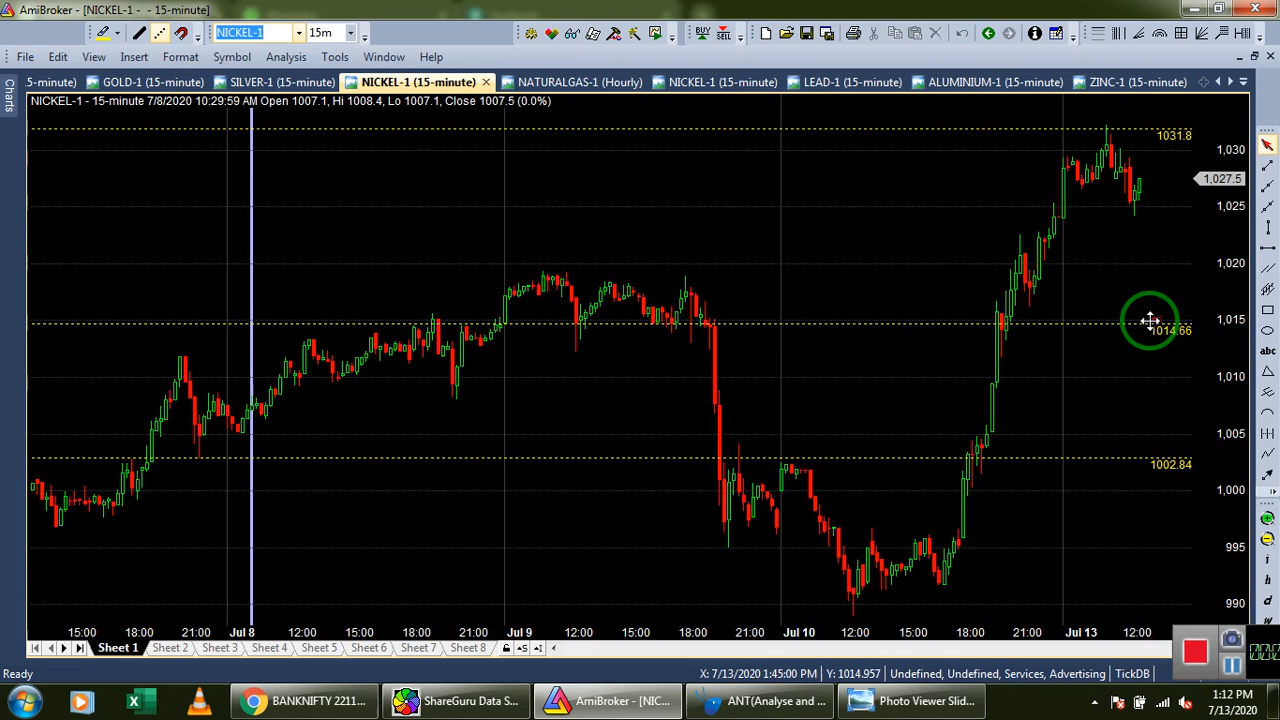 AmiBroker - [NICKEL-1 - - 15-minute]
NICKEL-1 15m
BUY SELL
File Edit View Insert Format Symbol Analysis Tools Window Help
5-minute) GOLD-1 (15-minute) SILVER-1 (15-minute) NICKEL-1 (15-minute) NATURALGAS-1 (Hourly) NICKEL-1 (15-minute) LEAD-1 (15-minute) ALUMINIUM-1 (15-minute) ZINC-1 (15-minute)
Charts
NICKEL-1 - 15-minute 7/8/2020 10:29:59 AM Open 1007.1, Hi 1008.4, Lo 1007.1, Close 1007.5 (0.0%)
1031.8
1,030
1,027.5
1,025
1,020
1,015
1014.66
1,010
1,005
1002.84
1,000
995
990
abc
i
h
d
w
15:00 18:00 21:00 Jul 8 12:00 15:00 18:00 21:00 Jul 9 12:00 15:00 18:00 21:00 Jul 10 12:00 15:00 18:00 21:00 Jul 13 12:00
Sheet 1 Sheet 2 Sheet 3 Sheet 4 Sheet 5 Sheet 6 Sheet 7 Sheet 8
Ready X: 7/13/2020 1:45:00 PM Y: 1014.957 Undefined, Undefined, Services, Advertising TickDB
BANKNIFTY 2211... ShareGuru Data S... AmiBroker - [NIC... ANT(Analyse and ... Photo Viewer Slid...
1:12 PM
7/13/2020